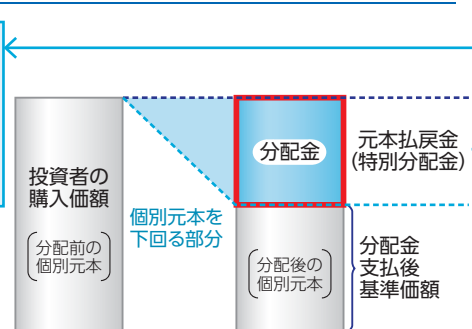 投資者の
購入価額
分配前の
個別元本
個別元本を
下回る部分
分配金
分配後の
個別元本
元本払戻金
(特別分配金)
分配金
支払後
基準価額